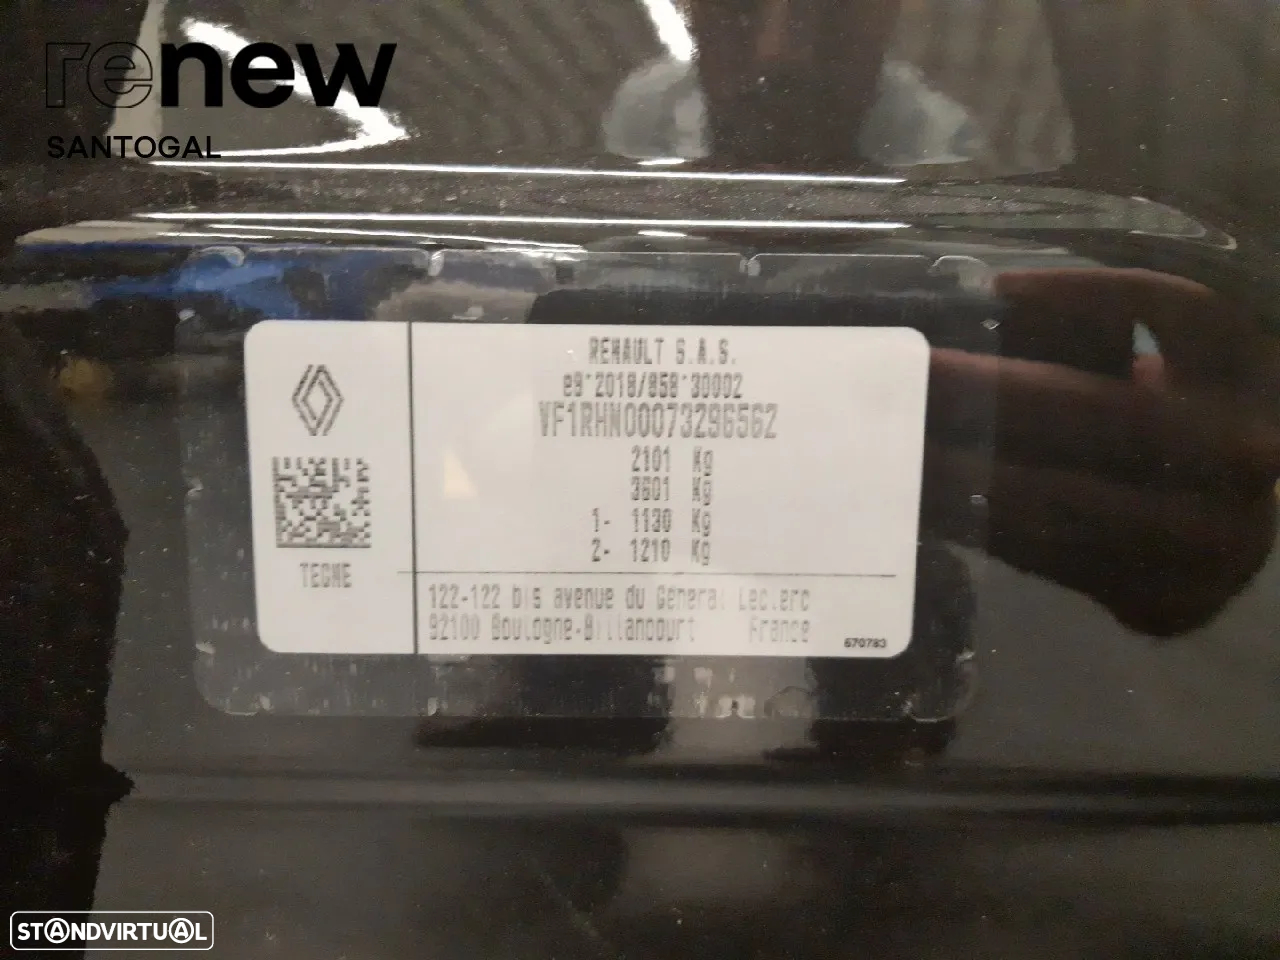 renew
SANTOGAL
RENAULT S.A.S.
e9*2018/858*30002
VF1RHN00073296562
2101 Kg
3601 Kg
1- 1130 Kg
2- 1210 Kg
TEGNE
122-122 bis avenue du General Leclerc
92100 Boulogne-Billancourt France
670783
STANDVIRTUAL